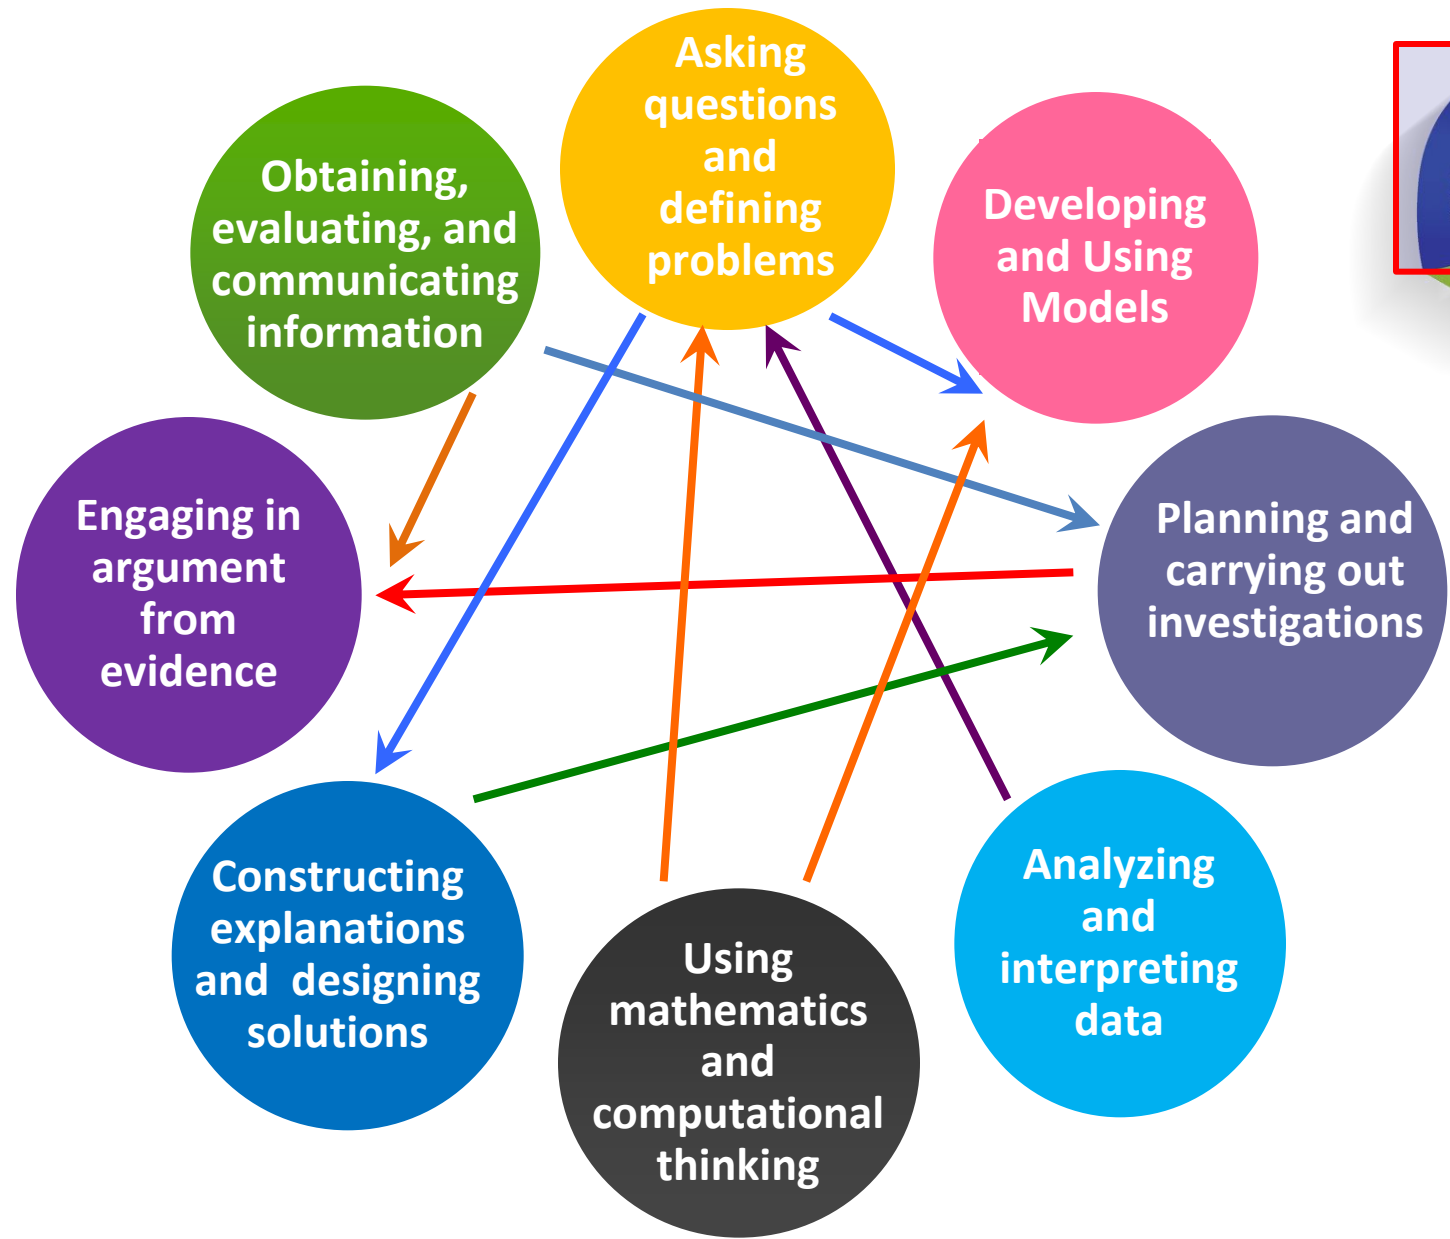 Asking
questions
and
defining
problems
Developing
and Using
Models
Planning and
carrying out
investigations
Analyzing
and
interpreting
data
Using
mathematics
and
computational
thinking
Constructing
explanations
and  designing
solutions
Engaging in
argument
from
evidence
Obtaining,
evaluating, and
communicating
information